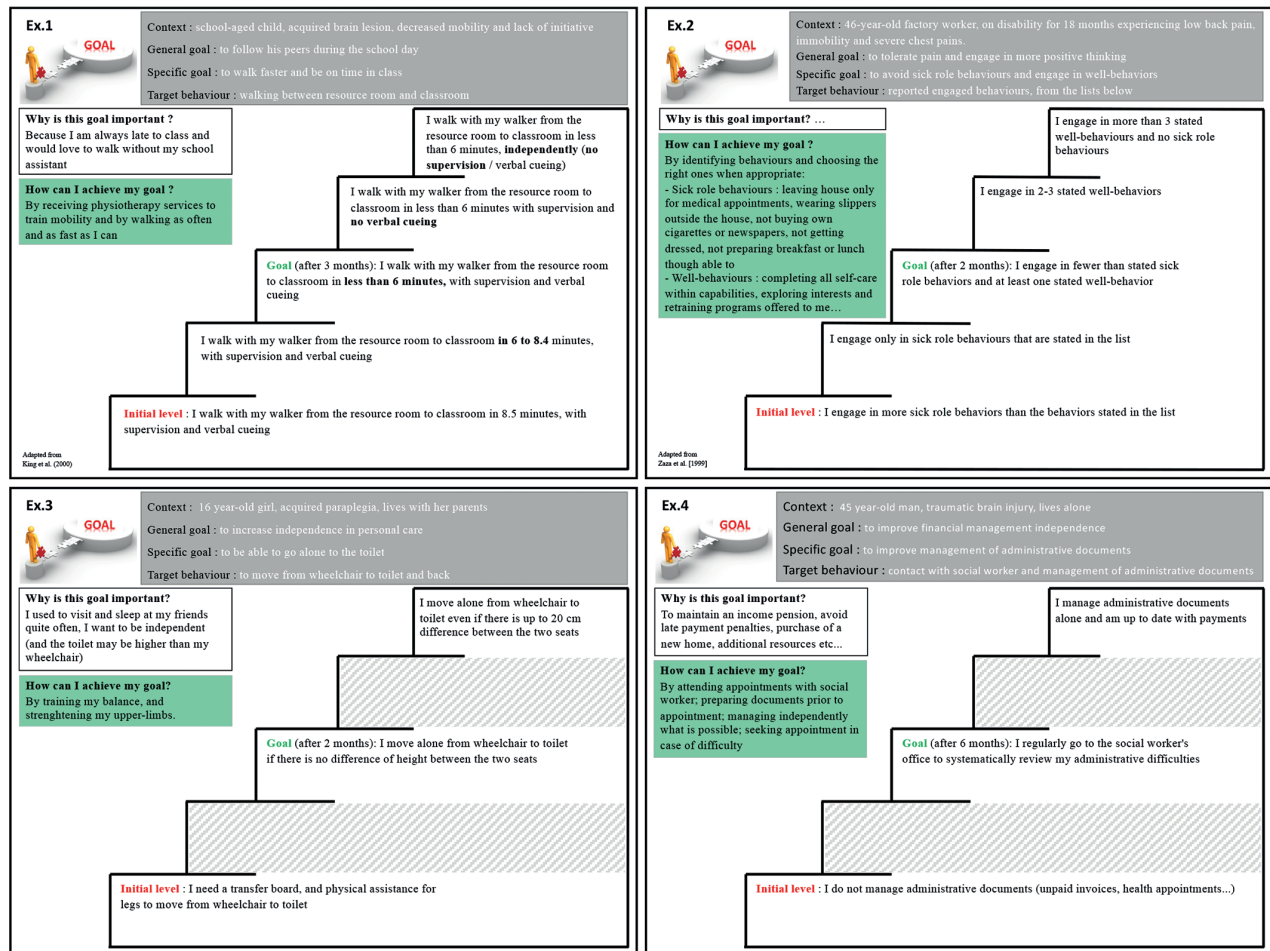 Ex.1
GOAL
Context : school-aged child, acquired brain lesion, decreased mobility and lack of initiative
General goal : to follow his peers during the school day
Specific goal : to walk faster and be on time in class
Target behaviour : walking between resource room and classroom
Why is this goal important ?
Because I am always late to class and
would love to walk without my school
assistant
How can I achieve my goal ?
By receiving physiotherapy services to
train mobility and by walking as often
and as fast as I can
I walk with my walker from the
resource room to classroom in less
than 6 minutes, independently (no
supervision / verbal cueing)
I walk with my walker from the resource room to
classroom in less than 6 minutes with supervision and
no verbal cueing
Goal (after 3 months): I walk with my walker from the resource room
to classroom in less than 6 minutes, with supervision and verbal
cueing
I walk with my walker from the resource room to classroom in 6 to 8.4 minutes,
with supervision and verbal cueing
Initial level : I walk with my walker from the resource room to classroom in 8.5 minutes, with
supervision and verbal cueing
Adapted from
King et al. (2000)
Ex.2
GOAL
Context : 46-year-old factory worker, on disability for 18 months experiencing low back pain,
immobility and severe chest pains.
General goal : to tolerate pain and engage in more positive thinking
Specific goal : to avoid sick role behaviours and engage in well-behaviors
Target behaviour : reported engaged behaviours, from the lists below
Why is this goal important? …
How can I achieve my goal ?
By identifying behaviours and choosing the
right ones when appropriate:
- Sick role behaviours : leaving house only
for medical appointments, wearing slippers
outside the house, not buying own
cigarettes or newspapers, not getting
dressed, not preparing breakfast or lunch
though able to
- Well-behaviours : completing all self-care
within capabilities, exploring interests and
retraining programs offered to me…
I engage in more than 3 stated
well-behaviours and no sick role
behaviours
I engage in 2-3 stated well-behaviors
Goal (after 2 months): I engage in fewer than stated sick
role behaviors and at least one stated well-behavior
I engage only in sick role behaviours that are stated in the list
Initial level : I engage in more sick role behaviors than the behaviors stated in the list
Adapted from
Zaza et al. [1999]
Ex.3
GOAL
Context : 16 year-old girl, acquired paraplegia, lives with her parents
General goal : to increase independence in personal care
Specific goal : to be able to go alone to the toilet
Target behaviour : to move from wheelchair to toilet and back
Why is this goal important?
I used to visit and sleep at my friends
quite often, I want to be independent
(and the toilet may be higher than my
wheelchair)
How can I achieve my goal?
By training my balance, and
strenghtening my upper-limbs.
I move alone from wheelchair to
toilet even if there is up to 20 cm
difference between the two seats
Goal (after 2 months): I move alone from wheelchair to toilet
if there is no difference of height between the two seats
Initial level : I need a transfer board, and physical assistance for
legs to move from wheelchair to toilet
Ex.4
GOAL
Context : 45 year-old man, traumatic brain injury, lives alone
General goal : to improve financial management independence
Specific goal : to improve management of administrative documents
Target behaviour : contact with social worker and management of administrative documents
Why is this goal important?
To maintain an income pension, avoid
late payment penalties, purchase of a
new home, additional resources etc...
How can I achieve my goal?
By attending appointments with social
worker; preparing documents prior to
appointment; managing independently
what is possible; seeking appointment in
case of difficulty
I manage administrative documents
alone and am up to date with payments
Goal (after 6 months): I regularly go to the social worker's
office to systematically review my administrative difficulties
Initial level : I do not manage administrative documents (unpaid invoices, health appointments...)